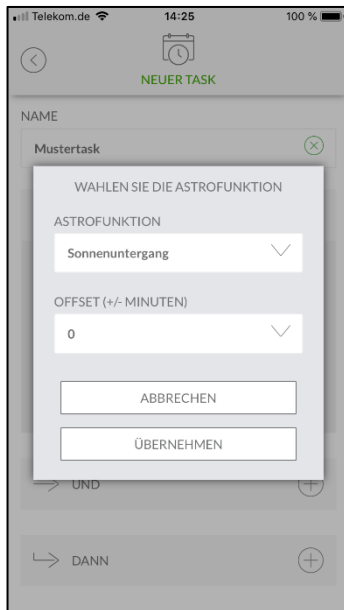 Telekom.de 14:25 100 %
NEUER TASK
NAME
Mustertask
WAHLEN SIE DIE ASTROFUNKTION
ASTROFUNKTION
Sonnenuntergang
OFFSET (+/- MINUTEN)
0
ABBRECHEN
ÜBERNEHMEN
UND
DANN